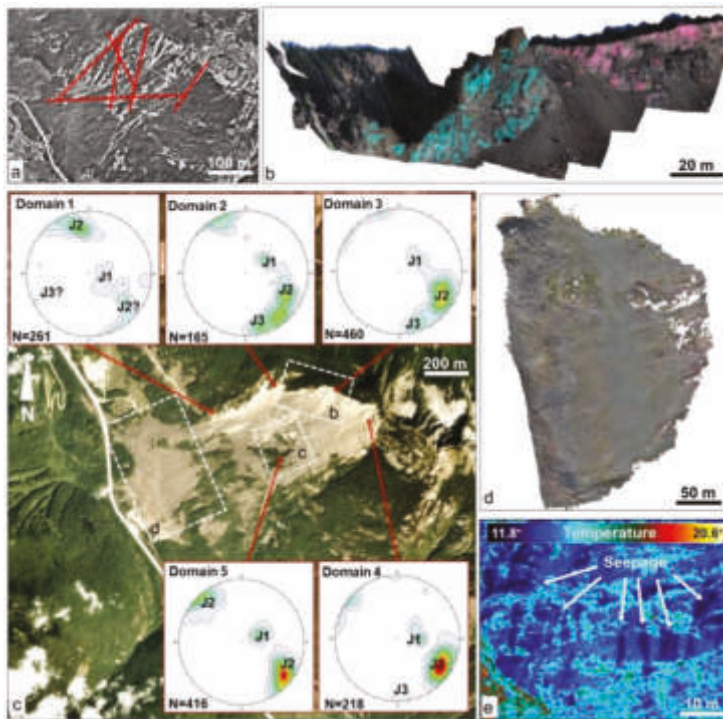 a
100 m
b
20 m
Domain 1
J2
J1
J3?
J2?
N=261
Domain 2
J1
J2
J3
N=165
Domain 3
J1
J2
J3
N=460
N
200 m
b
c
d
Domain 5
J2
J1
J2
N=416
Domain 4
J1
J2
J3
N=218
c
d
50 m
11.8° Temperature 20.6°
Seepage
e
10 m